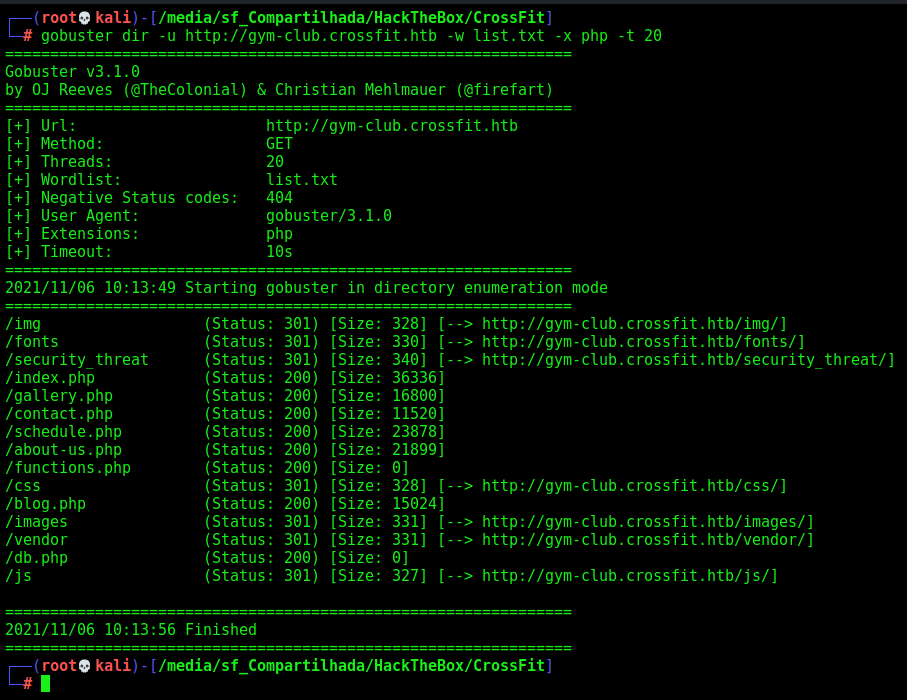 ┌──(root💀kali)-[/media/sf_Compartilhada/HackTheBox/CrossFit]
└─# gobuster dir -u http://gym-club.crossfit.htb -w list.txt -x php -t 20
===============================================================
Gobuster v3.1.0
by OJ Reeves (@TheColonial) & Christian Mehlmauer (@firefart)
===============================================================
[+] Url:                     http://gym-club.crossfit.htb
[+] Method:                  GET
[+] Threads:                 20
[+] Wordlist:                list.txt
[+] Negative Status codes:   404
[+] User Agent:              gobuster/3.1.0
[+] Extensions:              php
[+] Timeout:                 10s
===============================================================
2021/11/06 10:13:49 Starting gobuster in directory enumeration mode
===============================================================
/img                  (Status: 301) [Size: 328] [--> http://gym-club.crossfit.htb/img/]
/fonts                (Status: 301) [Size: 330] [--> http://gym-club.crossfit.htb/fonts/]
/security_threat      (Status: 301) [Size: 340] [--> http://gym-club.crossfit.htb/security_threat/]
/index.php            (Status: 200) [Size: 36336]
/gallery.php          (Status: 200) [Size: 16800]
/contact.php          (Status: 200) [Size: 11520]
/schedule.php         (Status: 200) [Size: 23878]
/about-us.php         (Status: 200) [Size: 21899]
/functions.php        (Status: 200) [Size: 0]
/css                  (Status: 301) [Size: 328] [--> http://gym-club.crossfit.htb/css/]
/blog.php             (Status: 200) [Size: 15024]
/images               (Status: 301) [Size: 331] [--> http://gym-club.crossfit.htb/images/]
/vendor               (Status: 301) [Size: 331] [--> http://gym-club.crossfit.htb/vendor/]
/db.php               (Status: 200) [Size: 0]
/js                   (Status: 301) [Size: 327] [--> http://gym-club.crossfit.htb/js/]
===============================================================
2021/11/06 10:13:56 Finished
===============================================================
┌──(root💀kali)-[/media/sf_Compartilhada/HackTheBox/CrossFit]
└─#